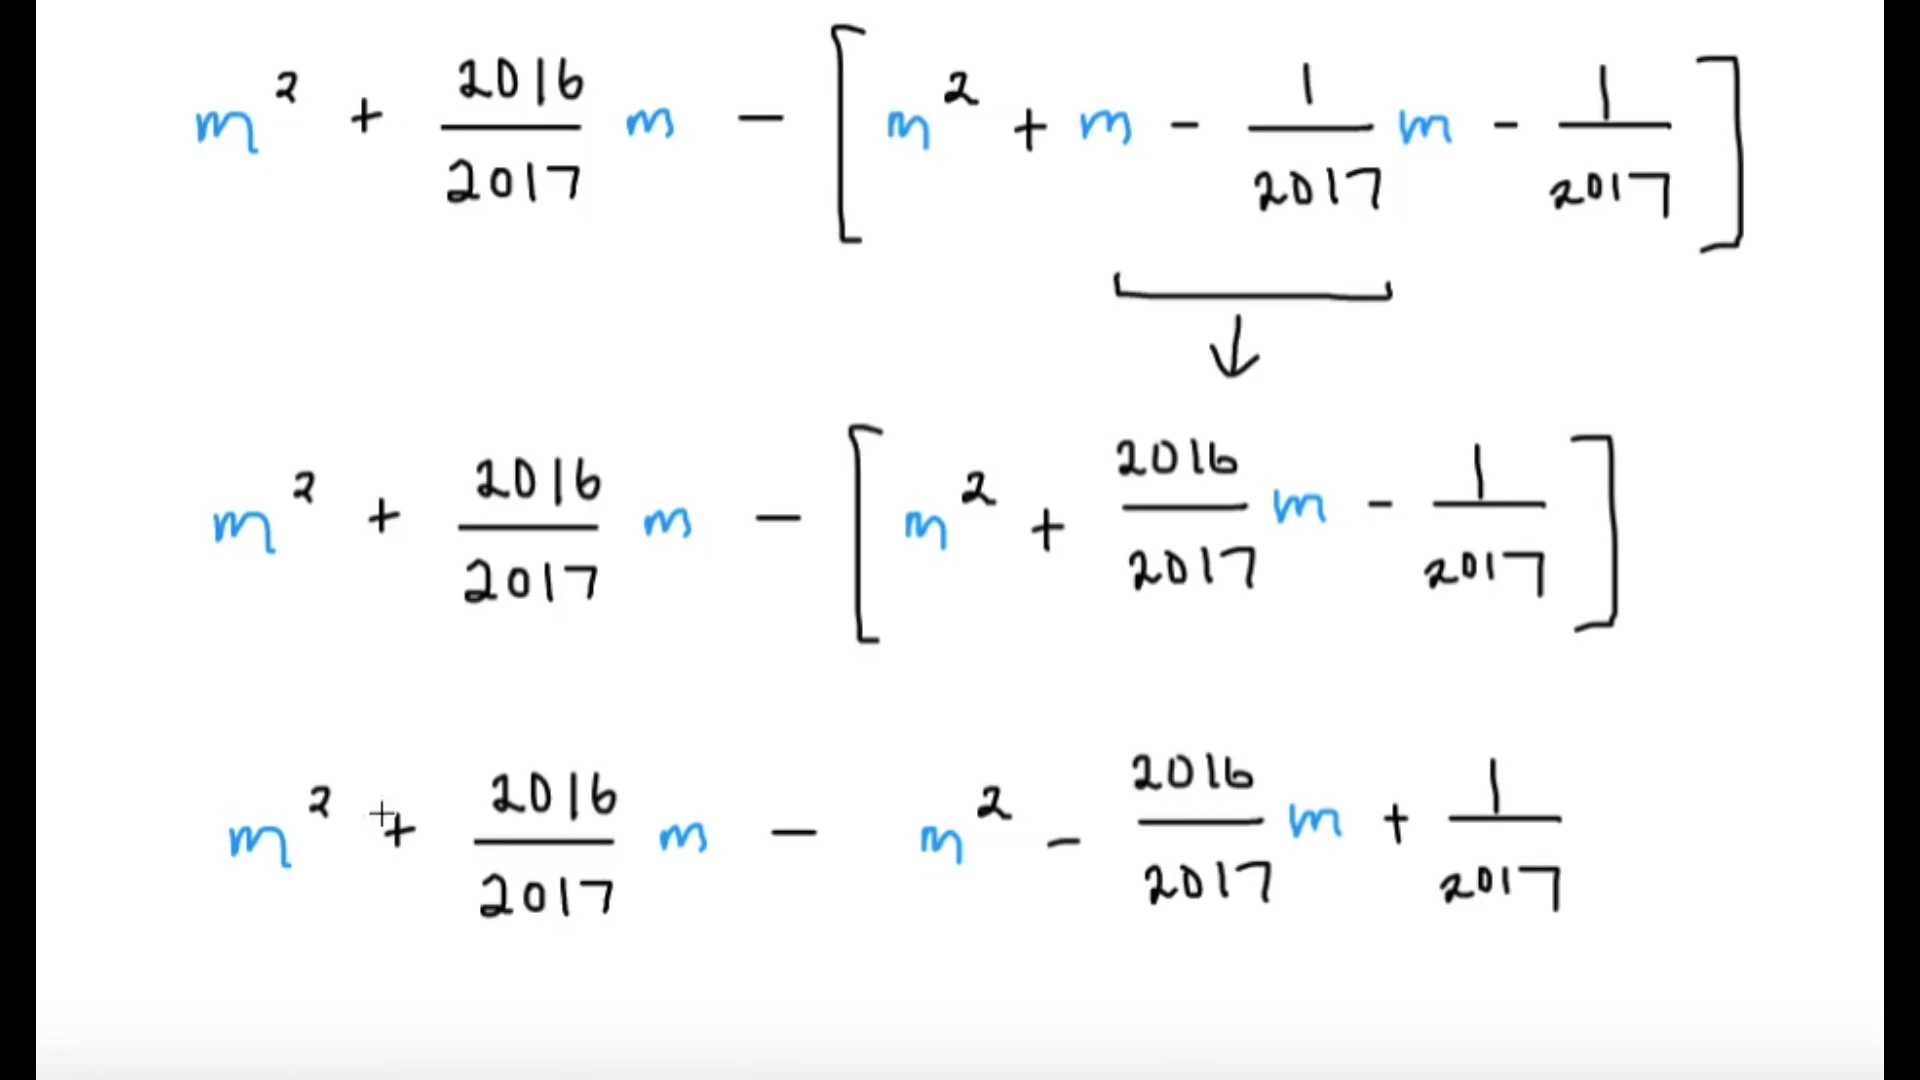 m² + 2016/2017 m - [m² + m - 1/2017 m - 1/2017]
↓
m² + 2016/2017 m - [m² + 2016/2017 m - 1/2017]
m² + 2016/2017 m - m² - 2016/2017 m + 1/2017